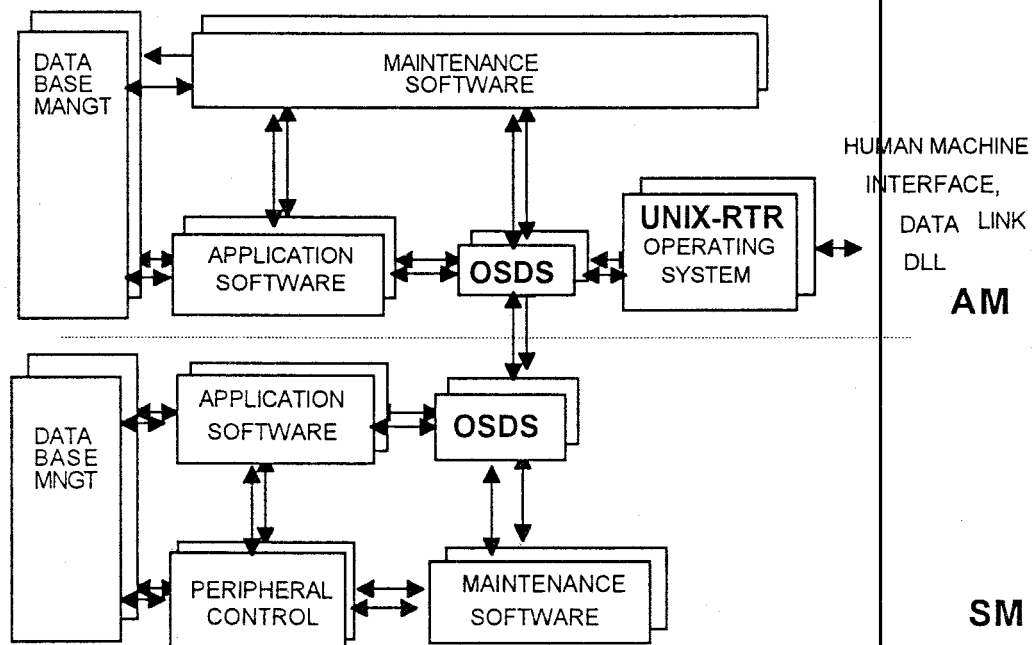 DATA
BASE
MANGT
MAINTENANCE
SOFTWARE
HUMAN MACHINE
INTERFACE,
DATA LINK
DLL
APPLICATION
SOFTWARE
OSDS
UNIX-RTR
OPERATING
SYSTEM
AM
DATA
BASE
MNGT
APPLICATION
SOFTWARE
OSDS
PERIPHERAL
CONTROL
MAINTENANCE
SOFTWARE
SM